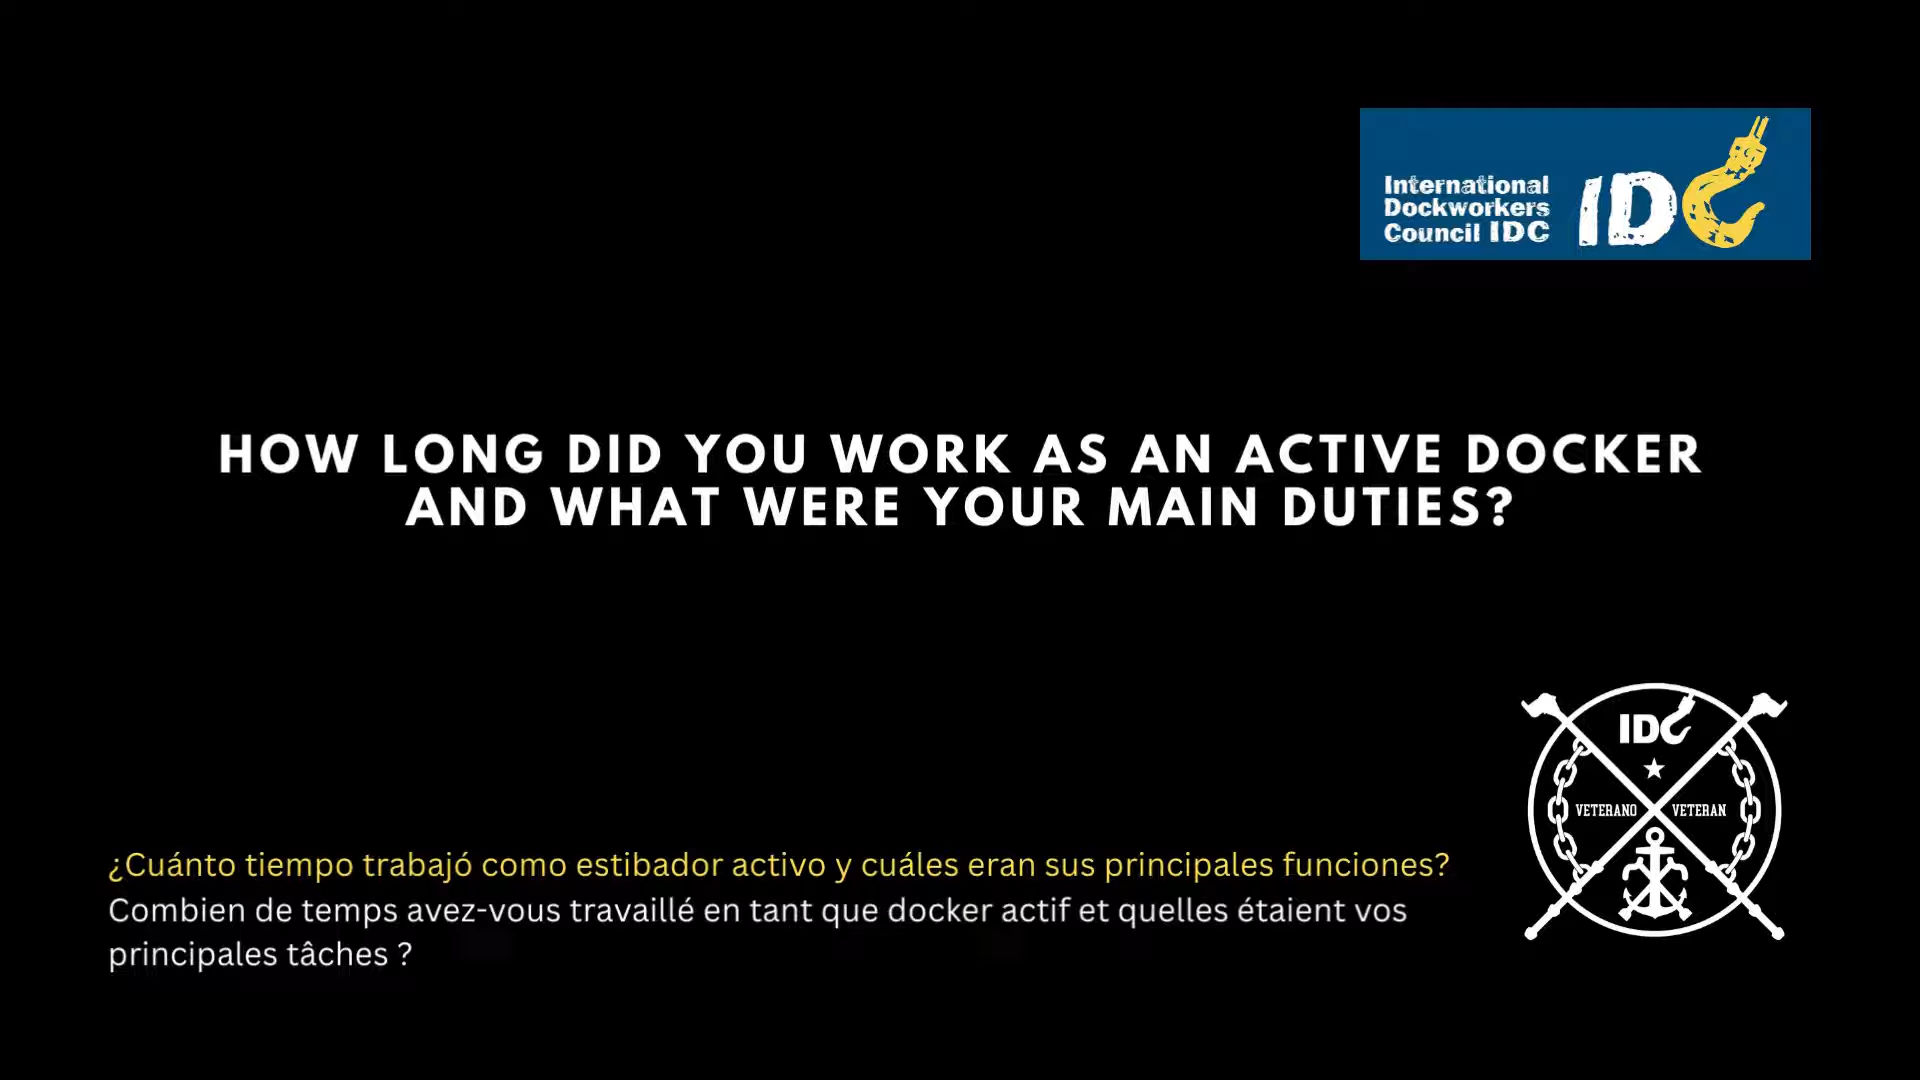 International
Dockworkers
Council IDC
IDC
HOW LONG DID YOU WORK AS AN ACTIVE DOCKER
AND WHAT WERE YOUR MAIN DUTIES?
IDC
VETERANO VETERAN
¿Cuánto tiempo trabajó como estibador activo y cuáles eran sus principales funciones?
Combien de temps avez-vous travaillé en tant que docker actif et quelles étaient vos
principales tâches ?